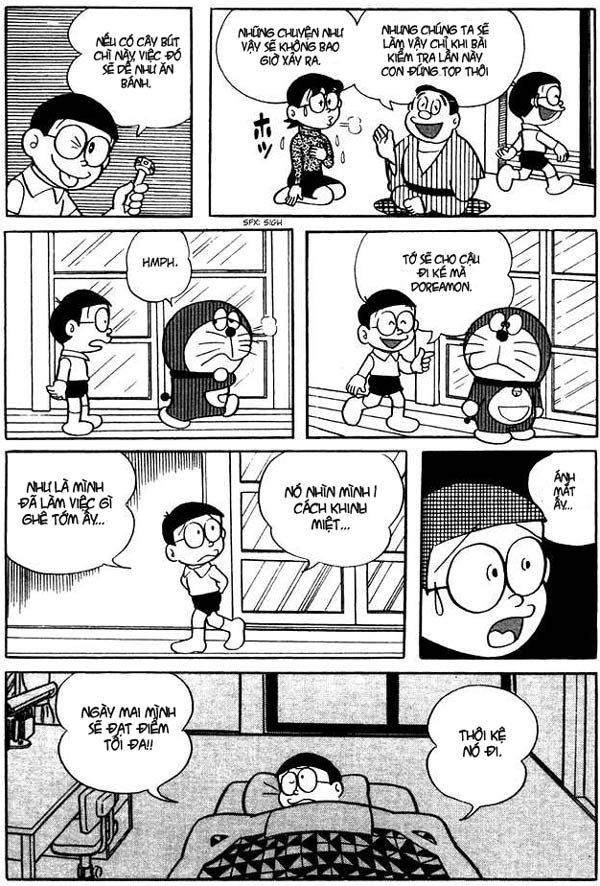 NẾU CÓ CÂY BÚT
CHÌ NÀY, VIỆC ĐÓ
SẼ DỄ NHƯ ĂN
BÁNH.
NHỮNG CHUYỆN NHƯ
VẬY SẼ KHÔNG BAO
GIỜ XẢY RA.
NHƯNG CHÚNG TA SẼ
LÀM VẬY CHỈ KHI BÀI
KIỂM TRA LẦN NÀY
CON ĐỨNG TOP THÔI
ホッ
SFX: SIGH
HMPH.
TỚ SẼ CHO CẬU
ĐI KÉ MÀ
DOREAMON.
NHƯ LÀ MÌNH
ĐÃ LÀM VIỆC GÌ
GHÊ TỞM ẤY...
NÓ NHÌN MÌNH 1
CÁCH KHINH
MIỆT...
ÁNH
MẮT
ẤY...
NGÀY MAI MÌNH
SẼ ĐẠT ĐIỂM
TỐI ĐA!!
THÔI KỆ
NÓ ĐI.